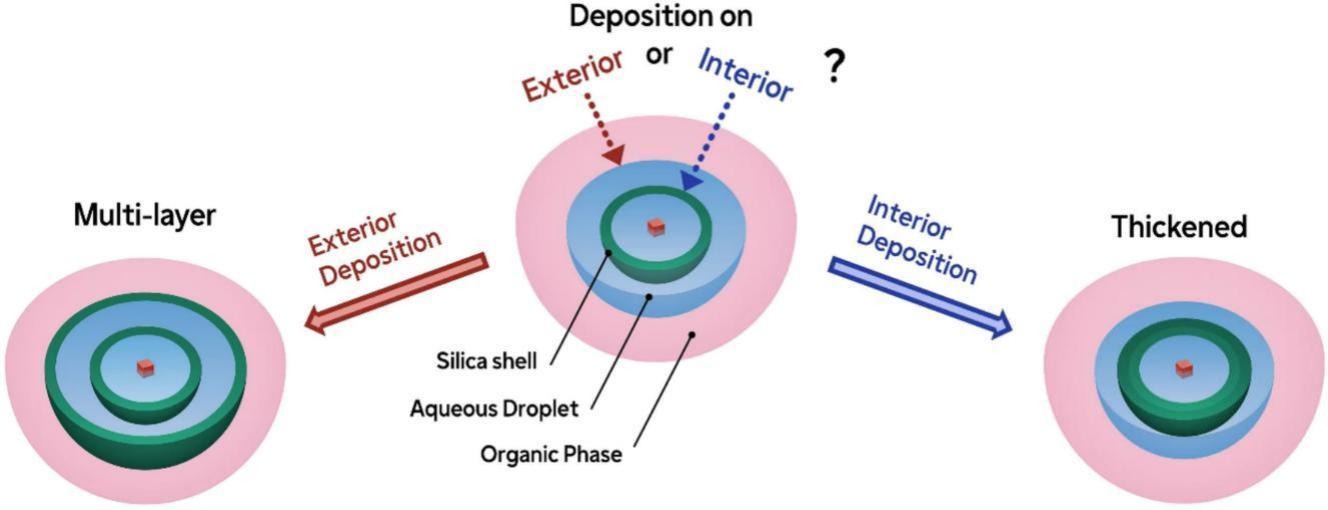 Deposition on
Exterior or Interior ?
Multi-layer
Exterior
Deposition
Interior
Deposition
Thickened
Silica shell
Aqueous Droplet
Organic Phase